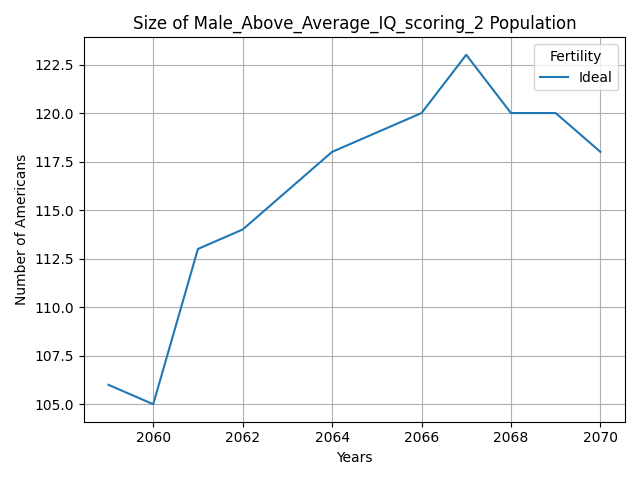 Size of Male_Above_Average_IQ_scoring_2 Population
Fertility
Ideal
Number of Americans
122.5
120.0
117.5
115.0
112.5
110.0
107.5
105.0
2060 2062 2064 2066 2068 2070
Years